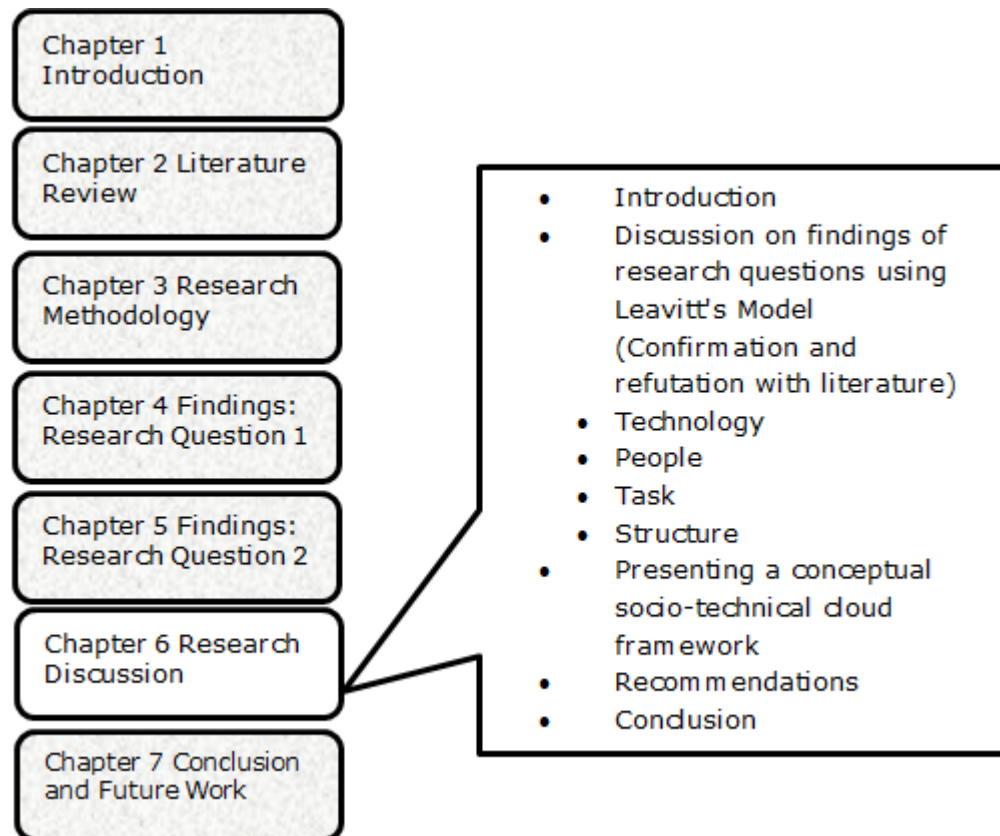 Chapter 1
Introduction
Chapter 2 Literature
Review
Chapter 3 Research
Methodology
Chapter 4 Findings:
Research Question 1
Chapter 5 Findings:
Research Question 2
Chapter 6 Research
Discussion
Chapter 7 Conclusion
and Future Work
• Introduction
• Discussion on findings of
research questions using
Leavitt's Model
(Confirmation and
refutation with literature)
• Technology
• People
• Task
• Structure
• Presenting a conceptual
socio-technical cloud
framework
• Recommendations
• Conclusion